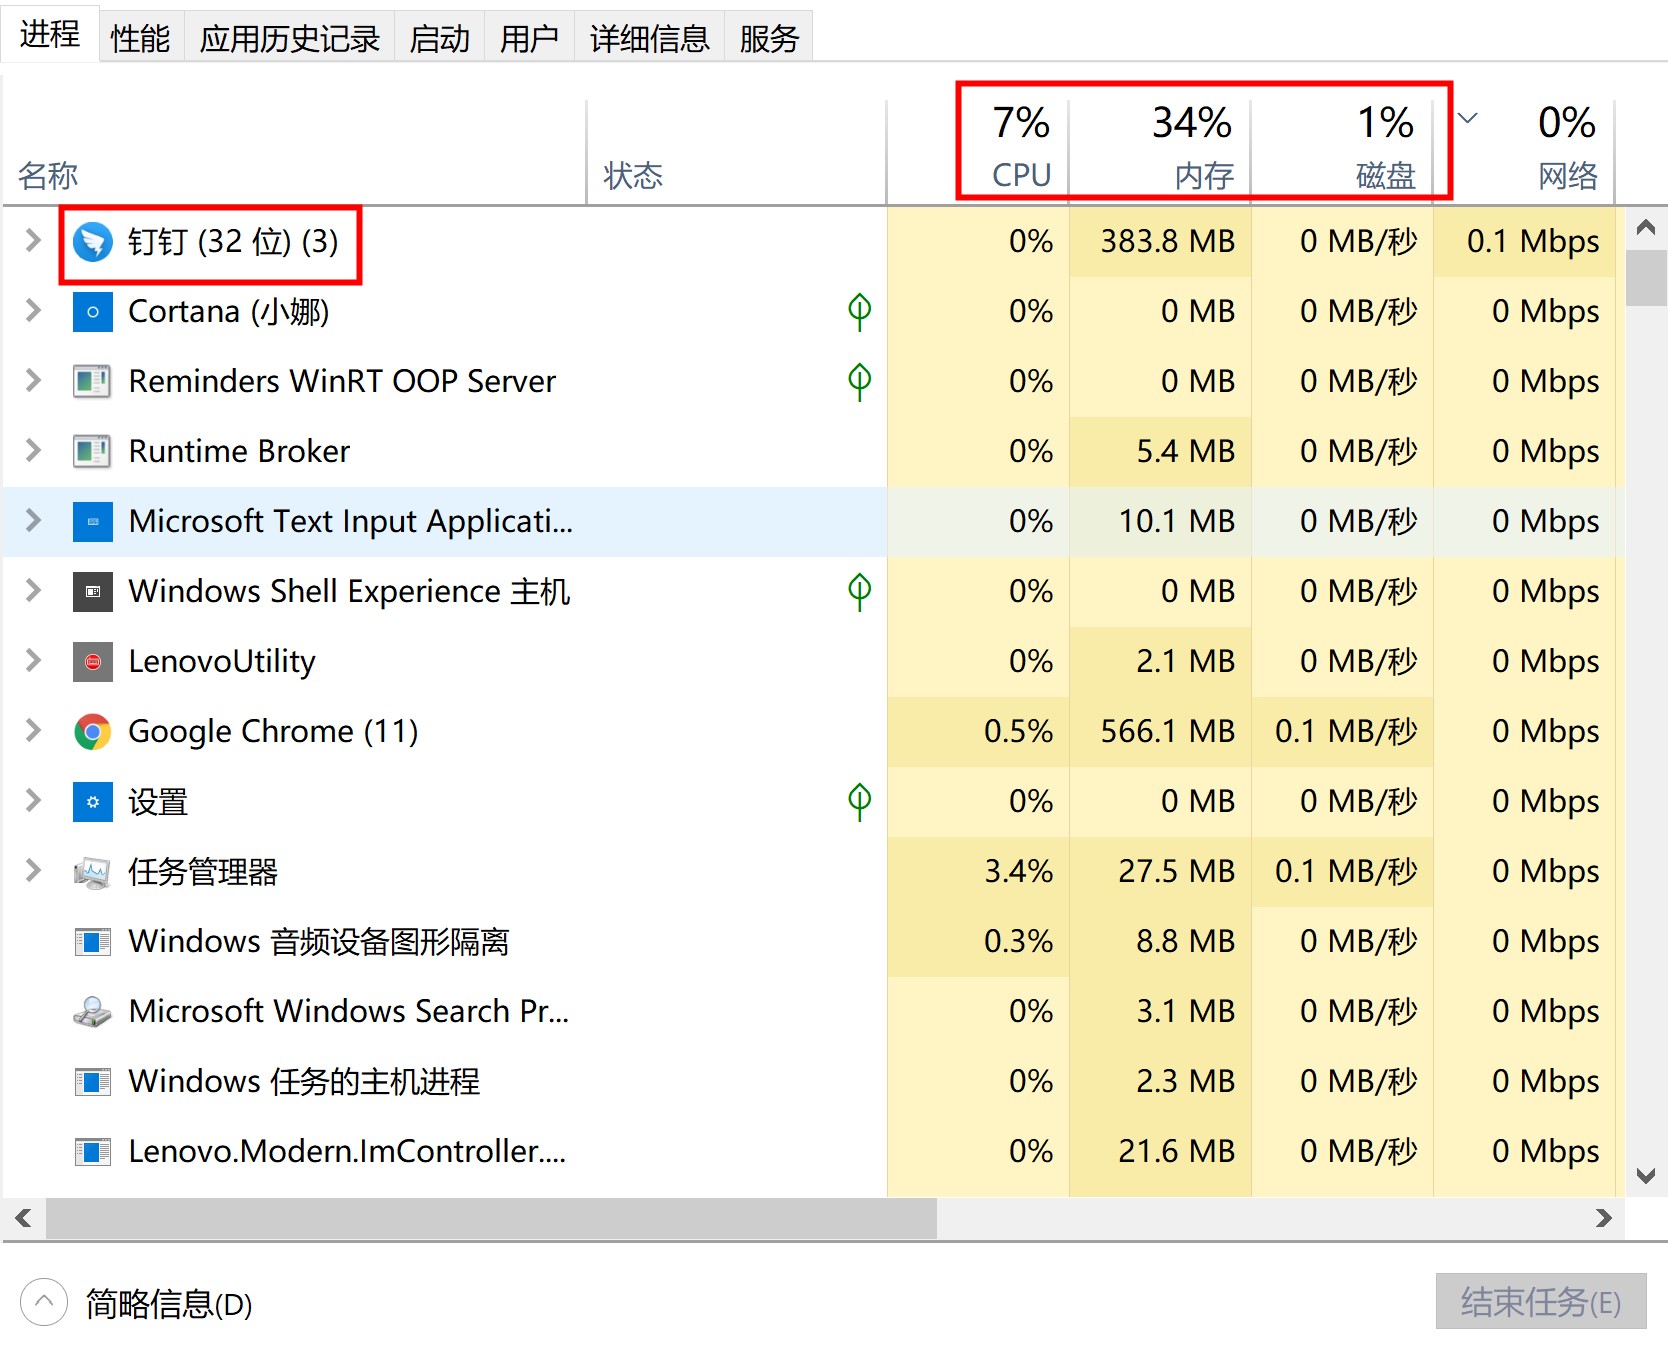 进程 性能 应用历史记录 启动 用户 详细信息 服务
7% 34% 1% 0%
名称 状态 CPU 内存 磁盘 网络
钉钉 (32 位) (3) 0% 383.8 MB 0 MB/秒 0.1 Mbps
Cortana (小娜) 0% 0 MB 0 MB/秒 0 Mbps
Reminders WinRT OOP Server 0% 0 MB 0 MB/秒 0 Mbps
Runtime Broker 0% 5.4 MB 0 MB/秒 0 Mbps
Microsoft Text Input Applicati... 0% 10.1 MB 0 MB/秒 0 Mbps
Windows Shell Experience 主机 0% 0 MB 0 MB/秒 0 Mbps
LenovoUtility 0% 2.1 MB 0 MB/秒 0 Mbps
Google Chrome (11) 0.5% 566.1 MB 0.1 MB/秒 0 Mbps
设置 0% 0 MB 0 MB/秒 0 Mbps
任务管理器 3.4% 27.5 MB 0.1 MB/秒 0 Mbps
Windows 音频设备图形隔离 0.3% 8.8 MB 0 MB/秒 0 Mbps
Microsoft Windows Search Pr... 0% 3.1 MB 0 MB/秒 0 Mbps
Windows 任务的主机进程 0% 2.3 MB 0 MB/秒 0 Mbps
Lenovo.Modern.ImController.... 0% 21.6 MB 0 MB/秒 0 Mbps
简略信息(D) 结束任务(E)